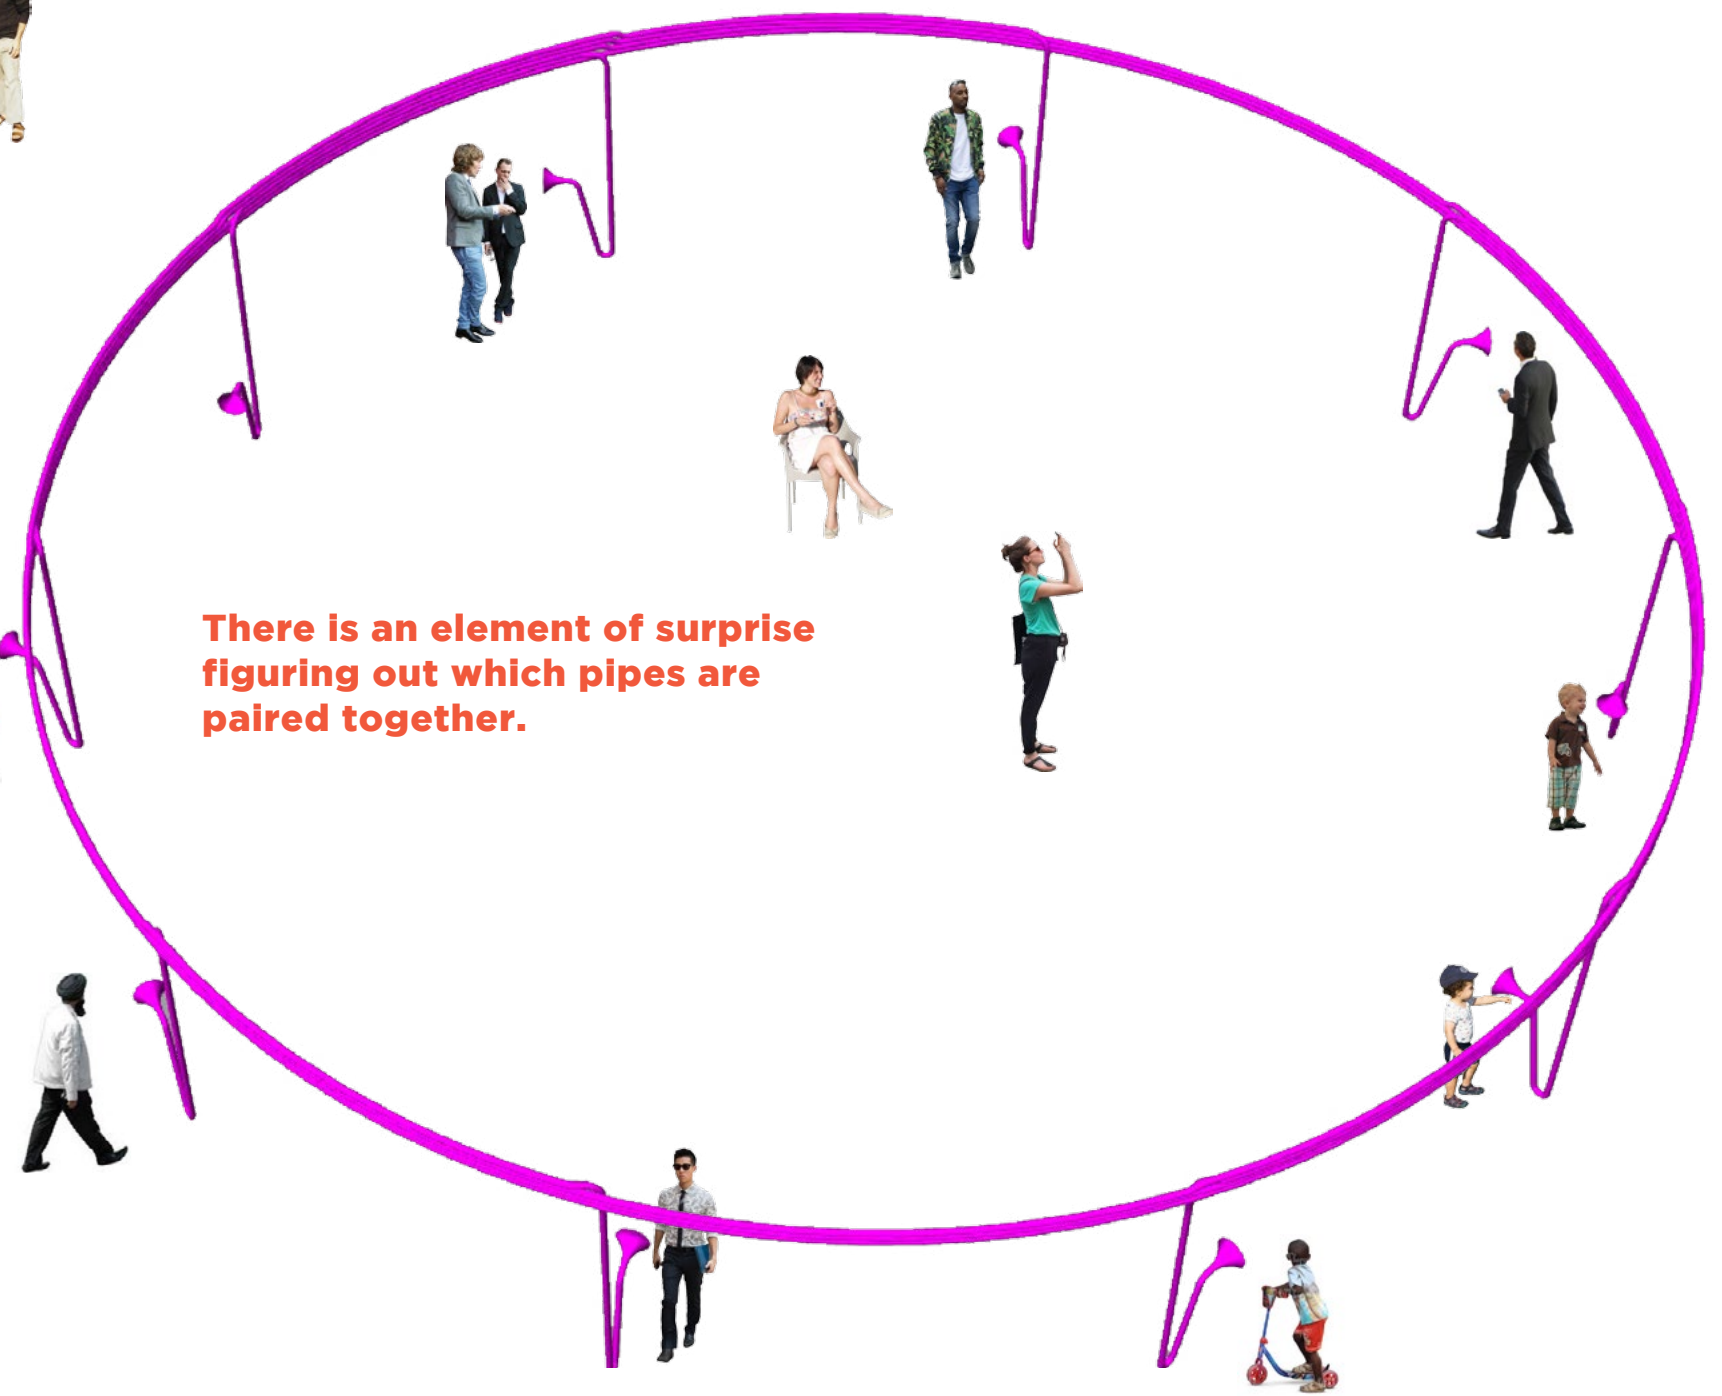 There is an element of surprise
figuring out which pipes are
paired together.